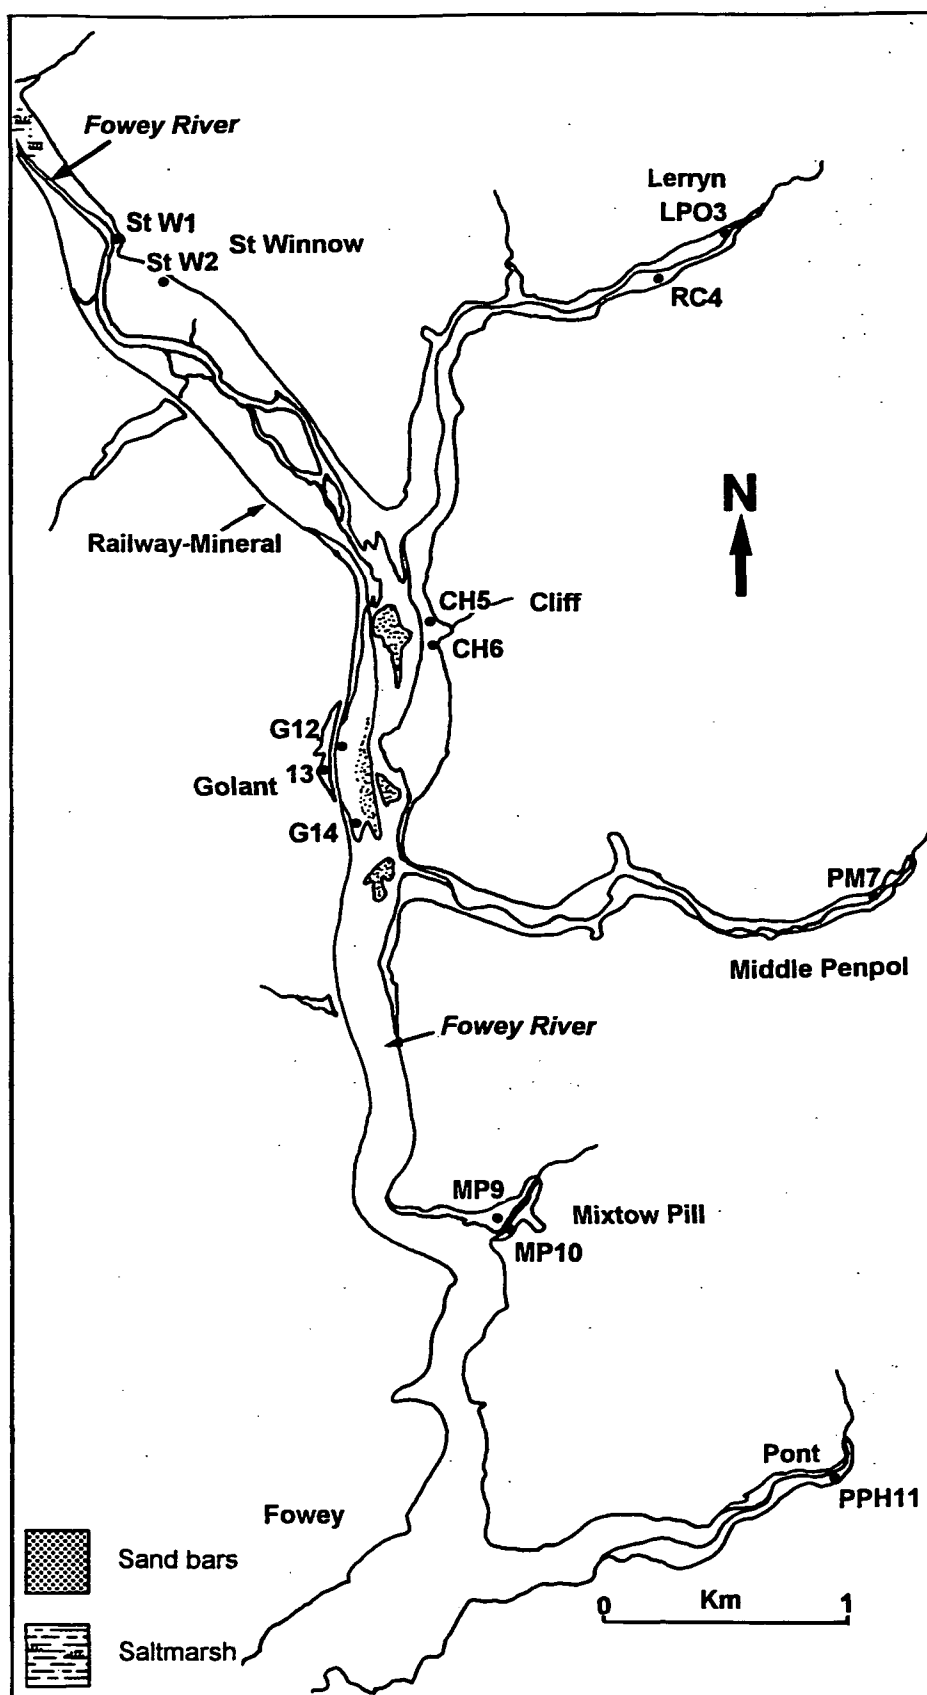 Fowey River
Lerryn
LPO3
St W1
St W2
St Winnow
RC4
N
Railway-Mineral
CH5
Cliff
CH6
G12
13
Golant
G14
PM7
Middle Penpol
Fowey River
MP9
Mixtow Pill
MP10
Pont
PPH11
Fowey
Sand bars
0 Km 1
Saltmarsh